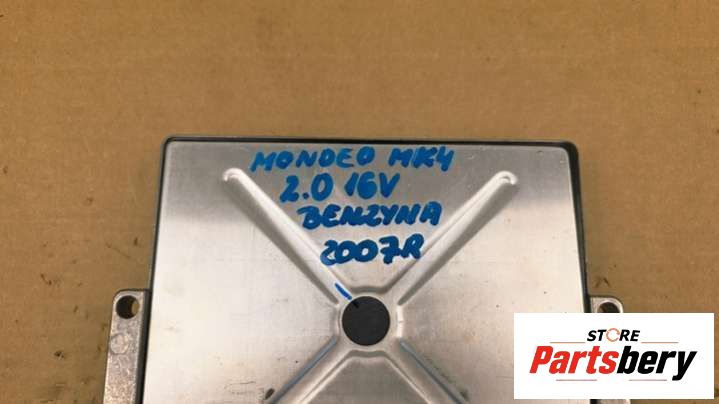 MONDEO MK4
2.0 16V
BENZYNA
2007R
STORE
Partsbery